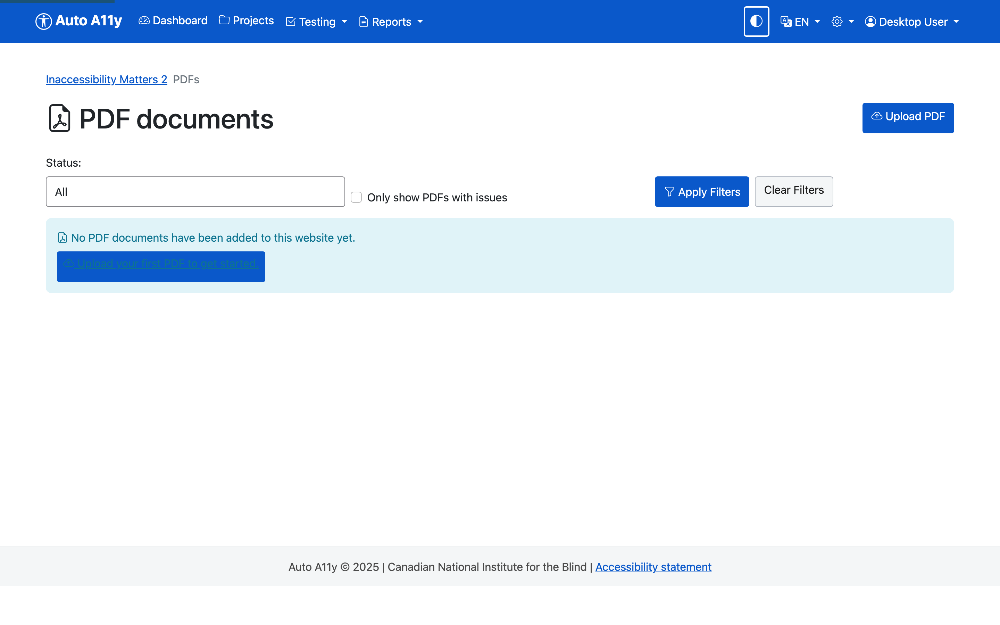 Auto A11y Dashboard Projects Testing Reports EN Desktop User
Inaccessibility Matters 2 PDFs
PDF documents
Upload PDF
Status:
All
Only show PDFs with issues
Apply Filters
Clear Filters
No PDF documents have been added to this website yet.
Upload your first PDF to get started.
Auto A11y © 2025 | Canadian National Institute for the Blind | Accessibility statement